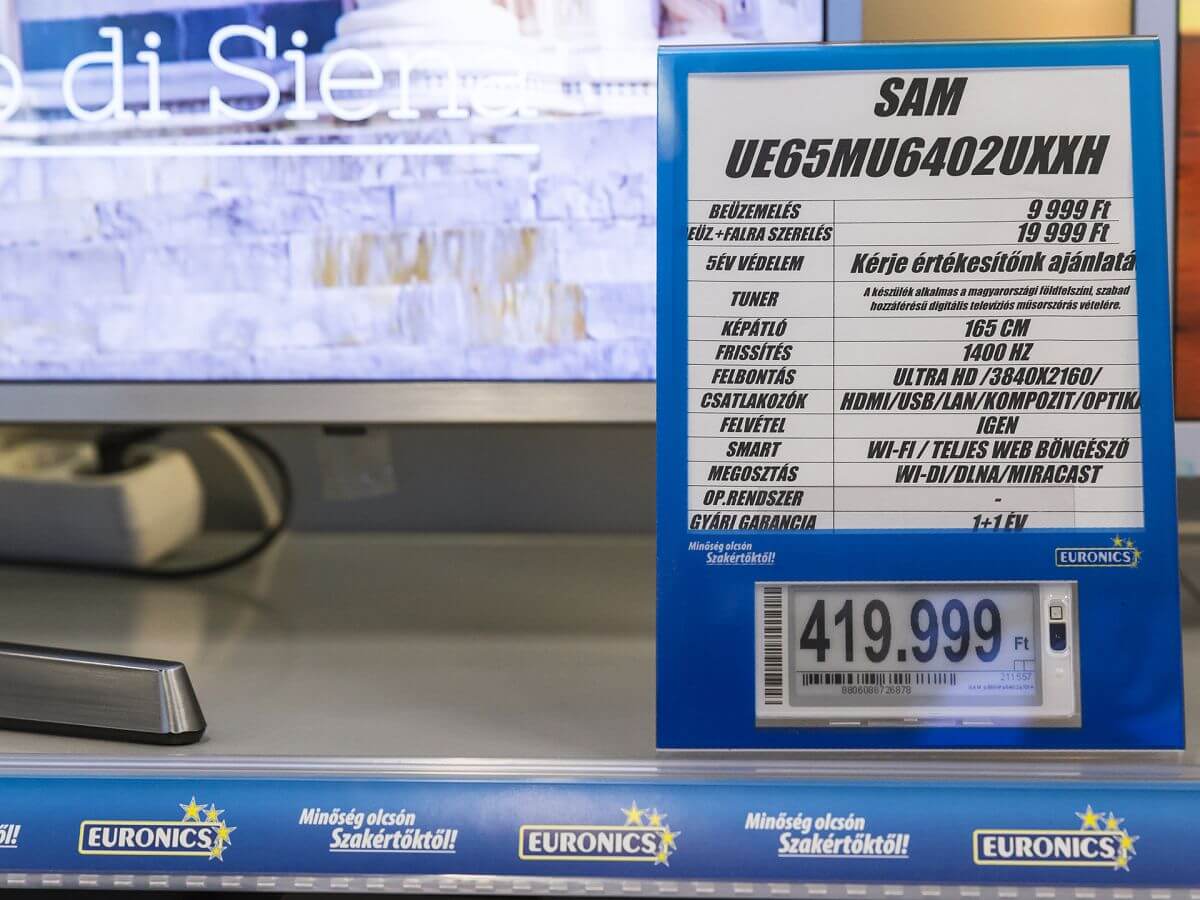 di Siena
SAM
UE65MU6402UXXH
BEÜZEMELÉS 9 999 Ft
EÜZ.+FALRA SZERELÉS 19 999 Ft
5ÉV VÉDELEM Kérje értékesítőnk ajánlatá
TUNER A készülék alkalmas a magyarországi földfelszíni, szabad
hozzáférésű digitális televíziós műsorszórás vételére.
KÉPÁTLÓ 165 CM
FRISSÍTÉS 1400 HZ
FELBONTÁS ULTRA HD /3840X2160/
CSATLAKOZÓK HDMI/USB/LAN/KOMPOZIT/OPTIKA
FELVÉTEL IGEN
SMART WI-FI / TELJES WEB BÖNGÉSZŐ
MEGOSZTÁS WI-DI/DLNA/MIRACAST
OP.RENDSZER -
GYÁRI GARANCIA 1+1 ÉV
Minőség olcsón
Szakértőktől!
EURONICS
419.999 Ft
211557
8806086726878
ől!
EURONICS
Minőség olcsón
Szakértőktől!
EURONICS
Minőség olcsón
Szakértőktől!
EURONICS